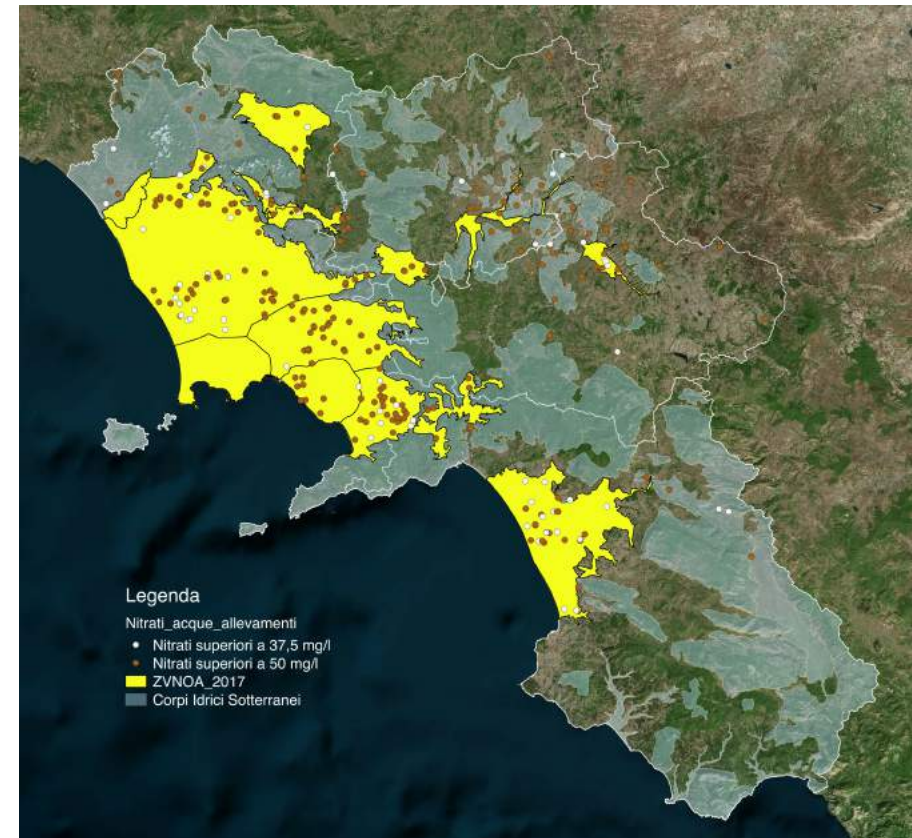 Legenda
Nitrati_acque_allevamenti
Nitrati superiori a 37,5 mg/l
Nitrati superiori a 50 mg/l
ZVNOA_2017
Corpi Idrici Sotterranei